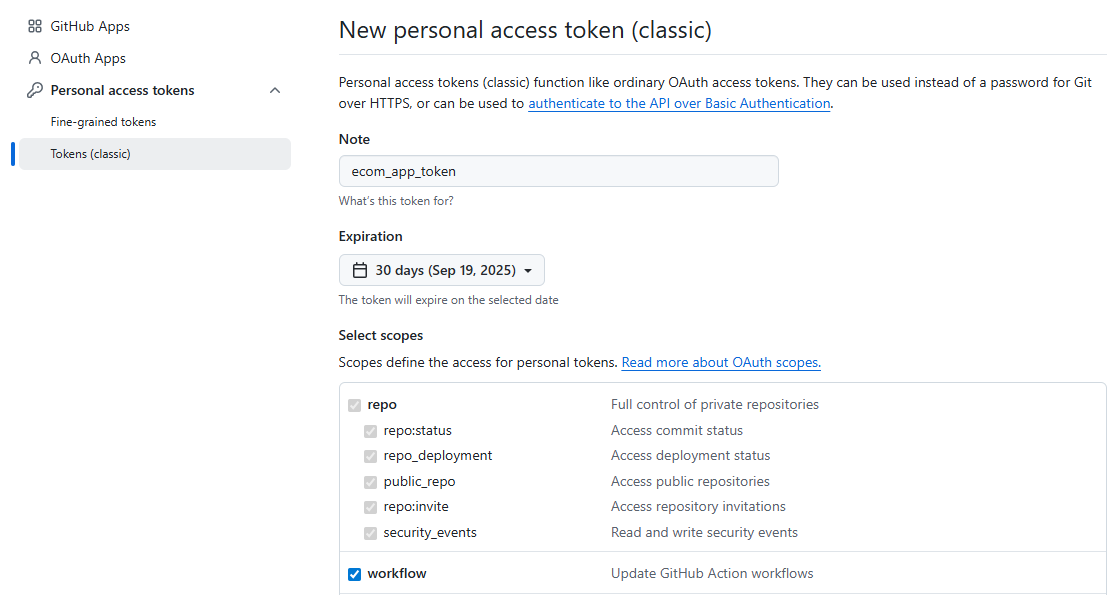 GitHub Apps
OAuth Apps
Personal access tokens
Fine-grained tokens
Tokens (classic)
New personal access token (classic)
Personal access tokens (classic) function like ordinary OAuth access tokens. They can be used instead of a password for Git
over HTTPS, or can be used to authenticate to the API over Basic Authentication.
Note
ecom_app_token
What's this token for?
Expiration
30 days (Sep 19, 2025)
The token will expire on the selected date
Select scopes
Scopes define the access for personal tokens. Read more about OAuth scopes.
repo Full control of private repositories
repo:status Access commit status
repo_deployment Access deployment status
public_repo Access public repositories
repo:invite Access repository invitations
security_events Read and write security events
workflow Update GitHub Action workflows